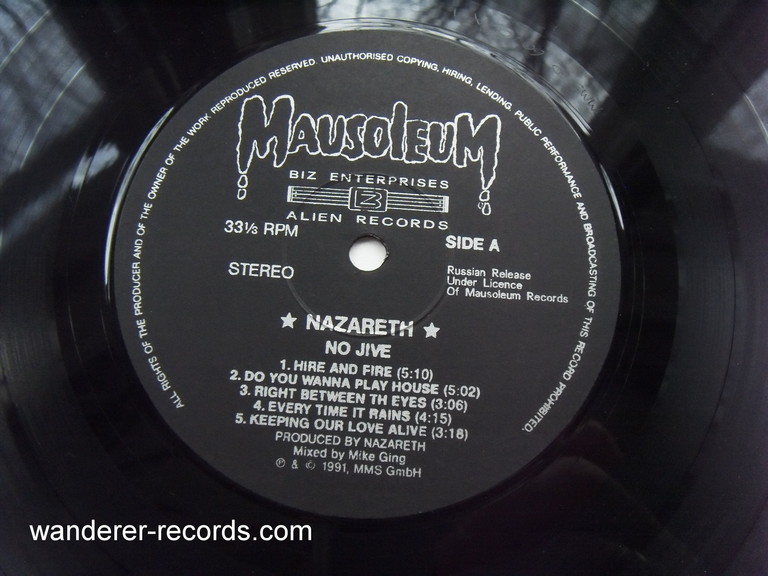 ALL RIGHTS OF THE PRODUCER AND OF THE OWNER OF THE WORK REPRODUCED RESERVED. UNAUTHORISED COPYING, HIRING, LENDING, PUBLIC PERFORMANCE AND BROADCASTING OF THIS RECORD PROHIBITED.
MAUSOLEUM
BIZ ENTERPRISES
ALIEN RECORDS
33⅓ RPM
SIDE A
STEREO
Russian Release
Under Licence
Of Mausoleum Records
★ NAZARETH ★
NO JIVE
1. HIRE AND FIRE (5:10)
2. DO YOU WANNA PLAY HOUSE (5:02)
3. RIGHT BETWEEN TH EYES (3:06)
4. EVERY TIME IT RAINS (4:15)
5. KEEPING OUR LOVE ALIVE (3:18)
PRODUCED BY NAZARETH
Mixed by Mike Ging
℗ & © 1991, MMS GmbH
wanderer-records.com